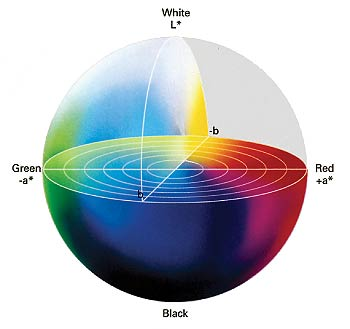 White
L*
-b
Green
-a*
Red
+a*
b
Black